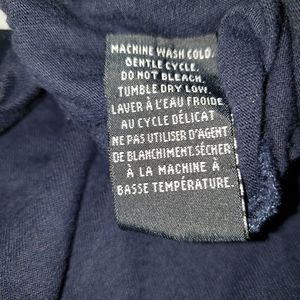 MACHINE WASH COLD,
GENTLE CYCLE.
DO NOT BLEACH.
TUMBLE DRY LOW.
LAVER À L'EAU FROIDE
AU CYCLE DÉLICAT
NE PAS UTILISER D'AGENT
DE BLANCHIMENT. SÉCHER
À LA MACHINE À
BASSE TEMPÉRATURE.